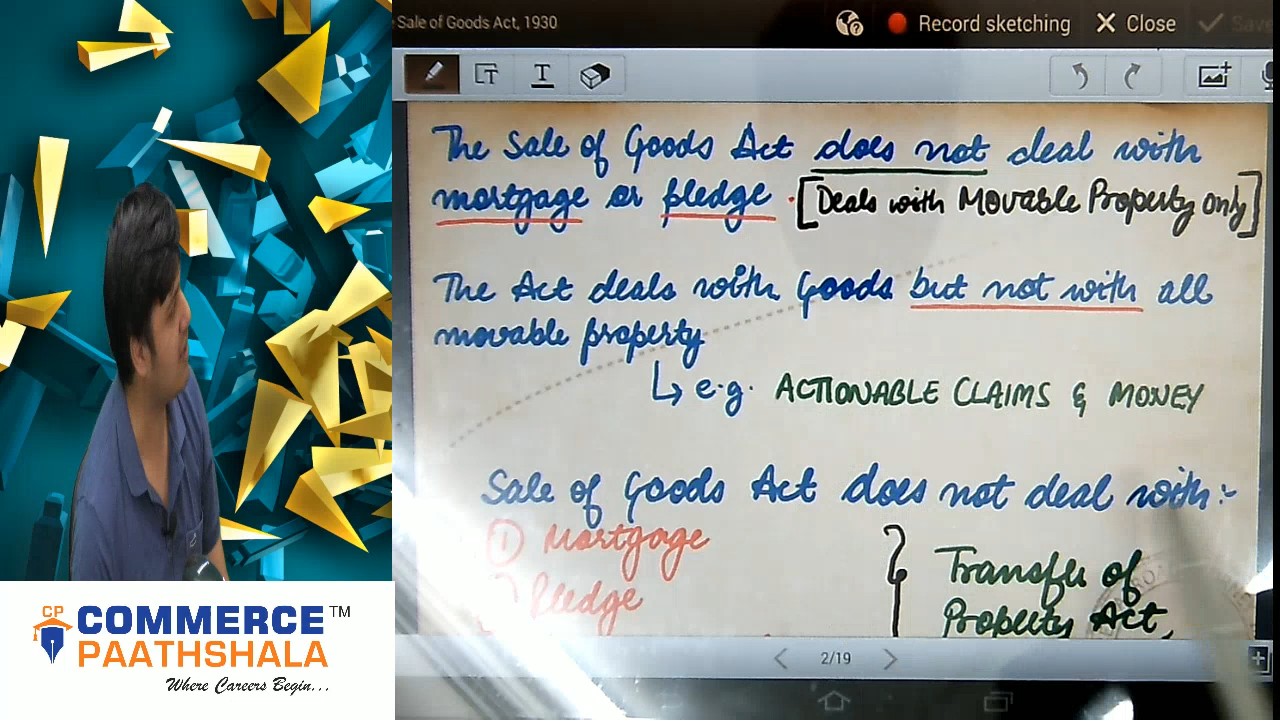 Sale of Goods Act, 1930
Record sketching
Close
Save
The Sale of Goods Act does not deal with
mortgage or pledge. [Deals with Movable Property only]
The Act deals with Goods but not with all
movable property
↳ e.g. ACTIONABLE CLAIMS & MONEY
Sale of Goods Act does not deal with:-
① Mortgage
Pledge
Transfer of
Property Act,
2/19
CP
COMMERCE™
PAATHSHALA
Where Careers Begin...